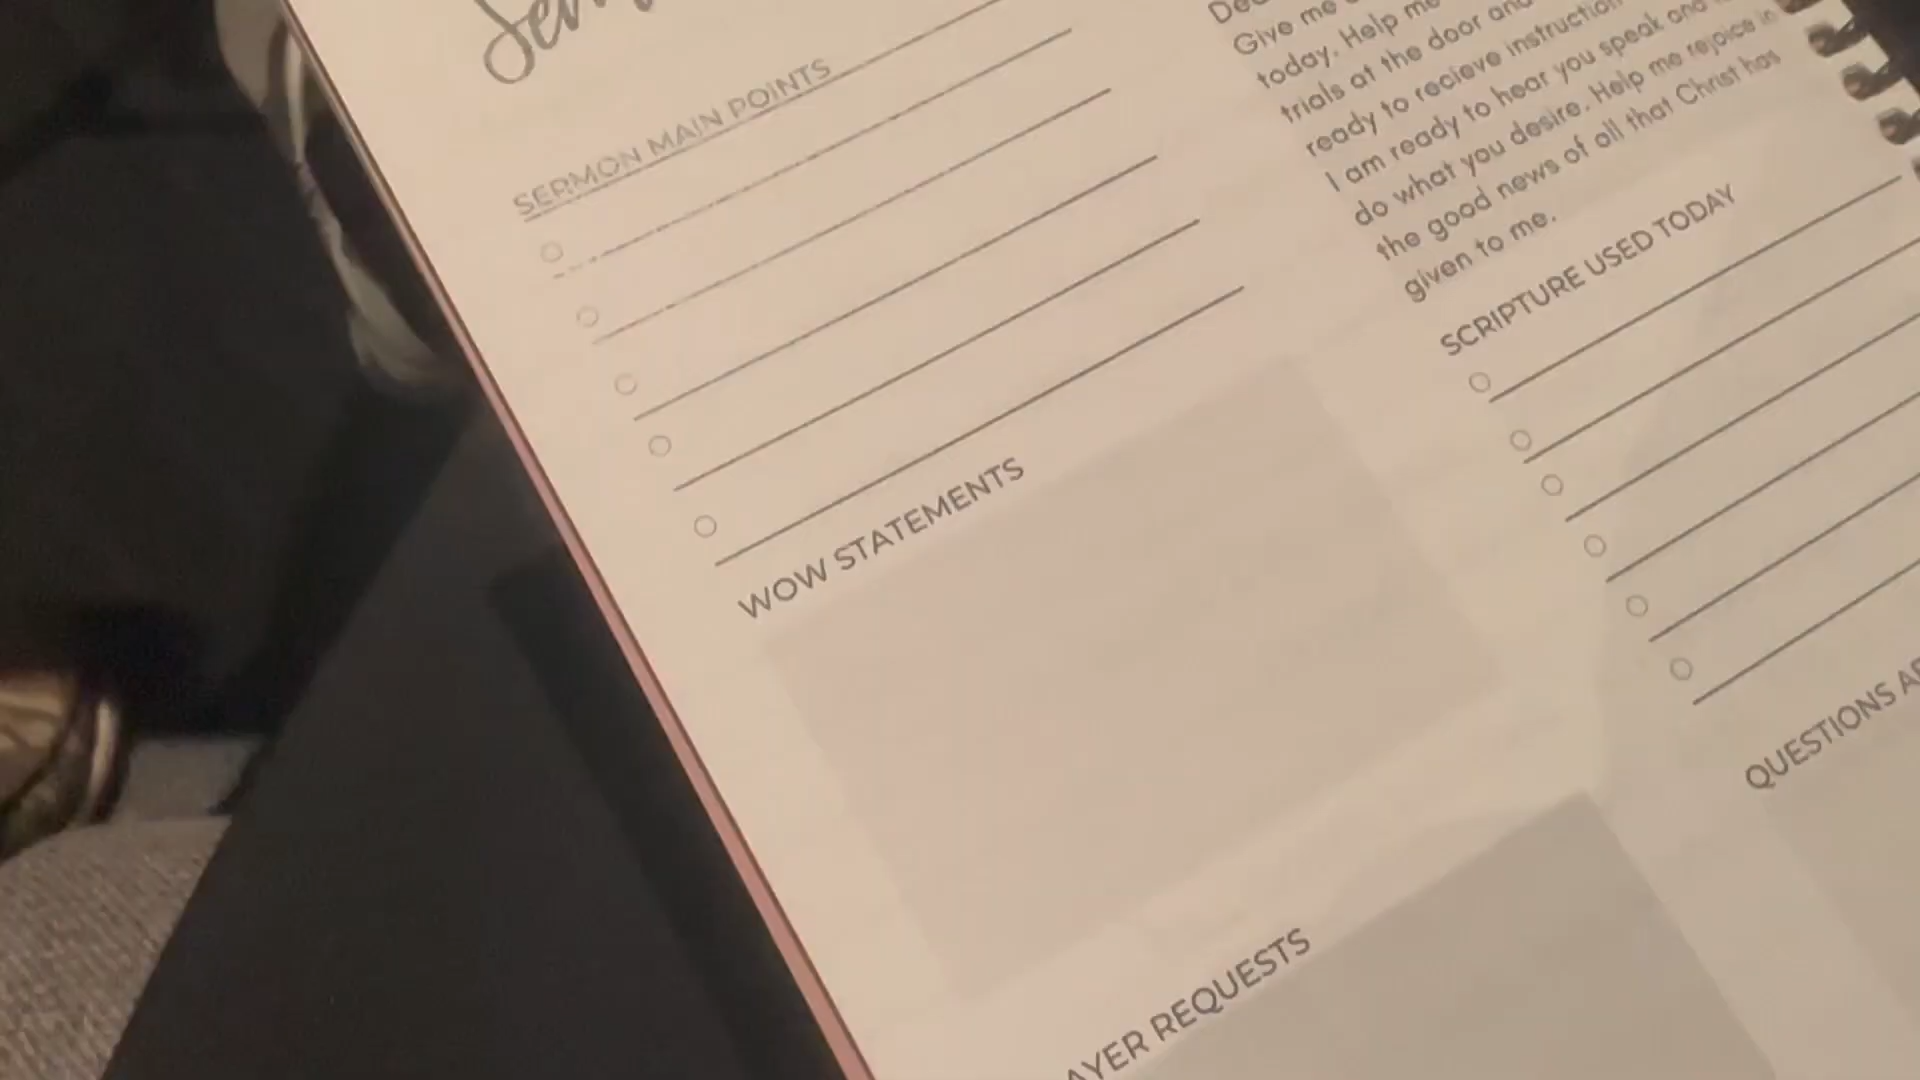 SERMON MAIN POINTS
WOW STATEMENTS
AYER REQUESTS
Give me
today. Help me
trials at the door and
ready to recieve instruction
I am ready to hear you speak and
do what you desire. Help me rejoice in
the good news of all that Christ has
given to me.
SCRIPTURE USED TODAY
QUESTIONS